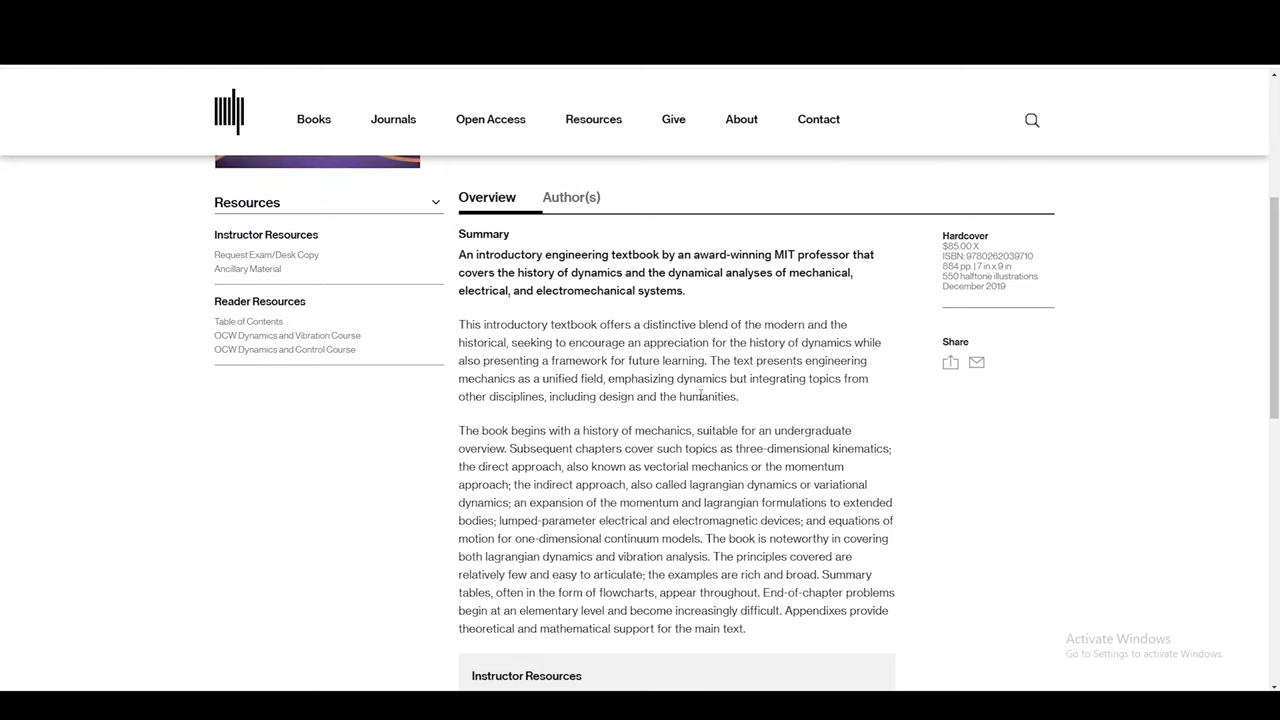 Books Journals Open Access Resources Give About Contact
Resources
Instructor Resources
Request Exam/Desk Copy
Ancillary Material
Reader Resources
Table of Contents
OCW Dynamics and Vibration Course
OCW Dynamics and Control Course
Overview Author(s)
Summary
An introductory engineering textbook by an award-winning MIT professor that
covers the history of dynamics and the dynamical analyses of mechanical,
electrical, and electromechanical systems.
This introductory textbook offers a distinctive blend of the modern and the
historical, seeking to encourage an appreciation for the history of dynamics while
also presenting a framework for future learning. The text presents engineering
mechanics as a unified field, emphasizing dynamics but integrating topics from
other disciplines, including design and the humanities.
The book begins with a history of mechanics, suitable for an undergraduate
overview. Subsequent chapters cover such topics as three-dimensional kinematics;
the direct approach, also known as vectorial mechanics or the momentum
approach; the indirect approach, also called lagrangian dynamics or variational
dynamics; an expansion of the momentum and lagrangian formulations to extended
bodies; lumped-parameter electrical and electromagnetic devices; and equations of
motion for one-dimensional continuum models. The book is noteworthy in covering
both lagrangian dynamics and vibration analysis. The principles covered are
relatively few and easy to articulate; the examples are rich and broad. Summary
tables, often in the form of flowcharts, appear throughout. End-of-chapter problems
begin at an elementary level and become increasingly difficult. Appendixes provide
theoretical and mathematical support for the main text.
Instructor Resources
Hardcover
$85.00 X
ISBN: 9780262039710
884 pp. | 7 in x 9 in
550 halftone illustrations
December 2019
Share
Activate Windows
Go to Settings to activate Windows.